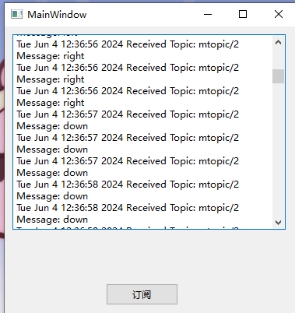 MainWindow
Message: left
Tue Jun 4 12:36:56 2024 Received Topic: mtopic/2
Message: right
Tue Jun 4 12:36:56 2024 Received Topic: mtopic/2
Message: right
Tue Jun 4 12:36:56 2024 Received Topic: mtopic/2
Message: right
Tue Jun 4 12:36:57 2024 Received Topic: mtopic/2
Message: down
Tue Jun 4 12:36:57 2024 Received Topic: mtopic/2
Message: down
Tue Jun 4 12:36:57 2024 Received Topic: mtopic/2
Message: down
Tue Jun 4 12:36:58 2024 Received Topic: mtopic/2
Message: down
Tue Jun 4 12:36:58 2024 Received Topic: mtopic/2
Message: down
订阅